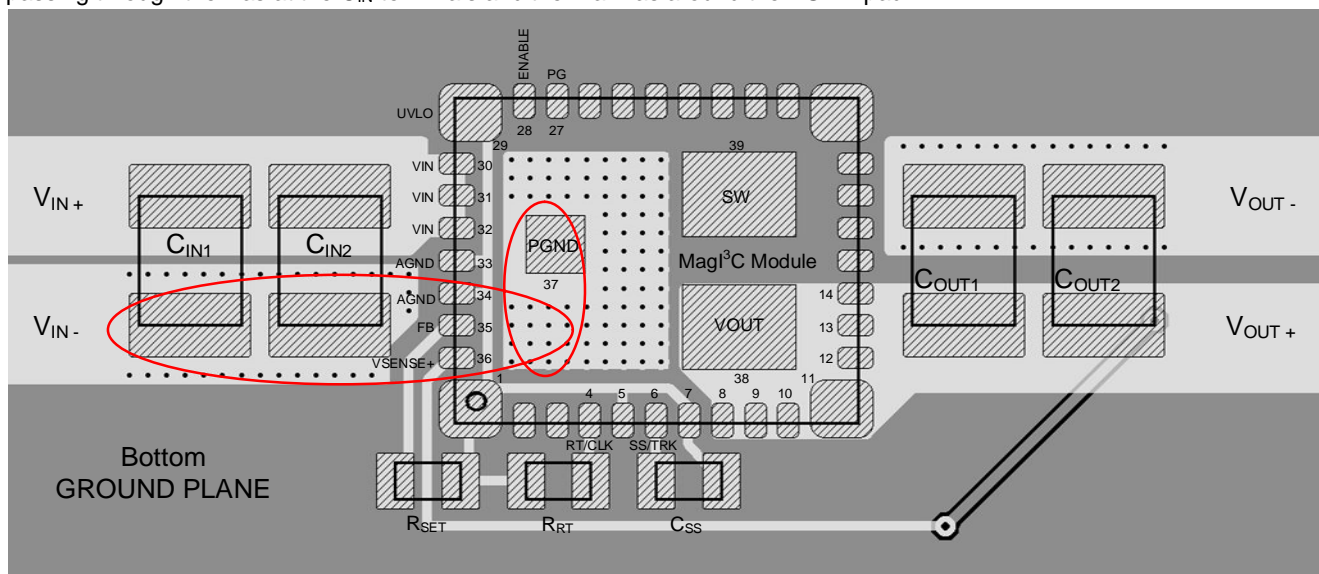 ENABLE
PG
UVLO
28
27
29
39
VIN
30
VIN
31
SW
VIN
32
V_IN +
C_IN1
C_IN2
PGND
AGND
33
MagI³C Module
37
AGND
34
14
V_OUT -
C_OUT1
C_OUT2
V_IN -
FB
35
VOUT
13
V_OUT +
VSENSE+
36
12
1
38
11
4
5
6
7
8
9
10
RT/CLK
SS/TRK
Bottom
GROUND PLANE
R_SET
R_RT
C_SS